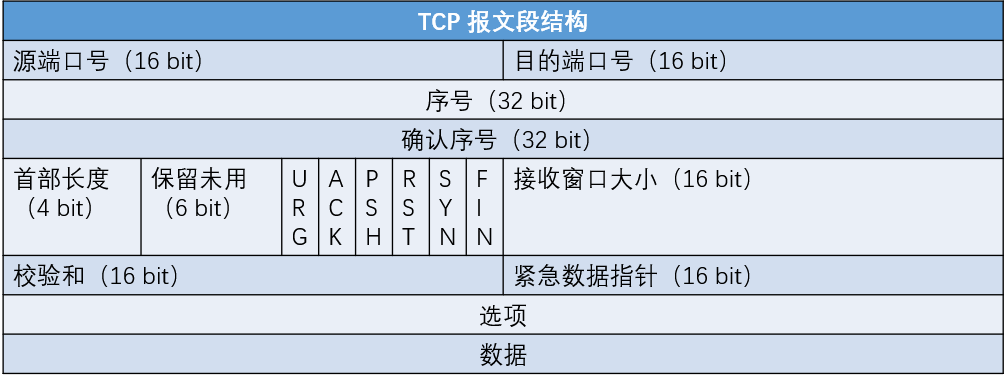 TCP 报文段结构
源端口号（16 bit） 目的端口号（16 bit）
序号（32 bit）
确认序号（32 bit）
首部长度（4 bit） 保留未用（6 bit） URG ACK PSH RST SYN FIN 接收窗口大小（16 bit）
校验和（16 bit） 紧急数据指针（16 bit）
选项
数据